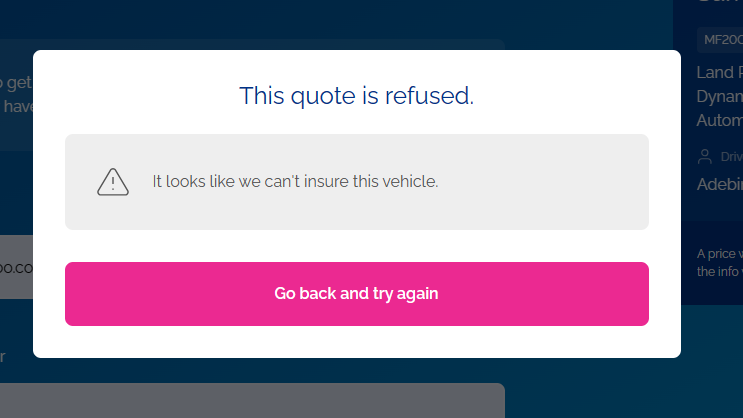 MF20
o get
have
Land
Dynam
Autom
Driv
Adebi
This quote is refused.
It looks like we can't insure this vehicle.
oo.co
Go back and try again
A price
the info
r